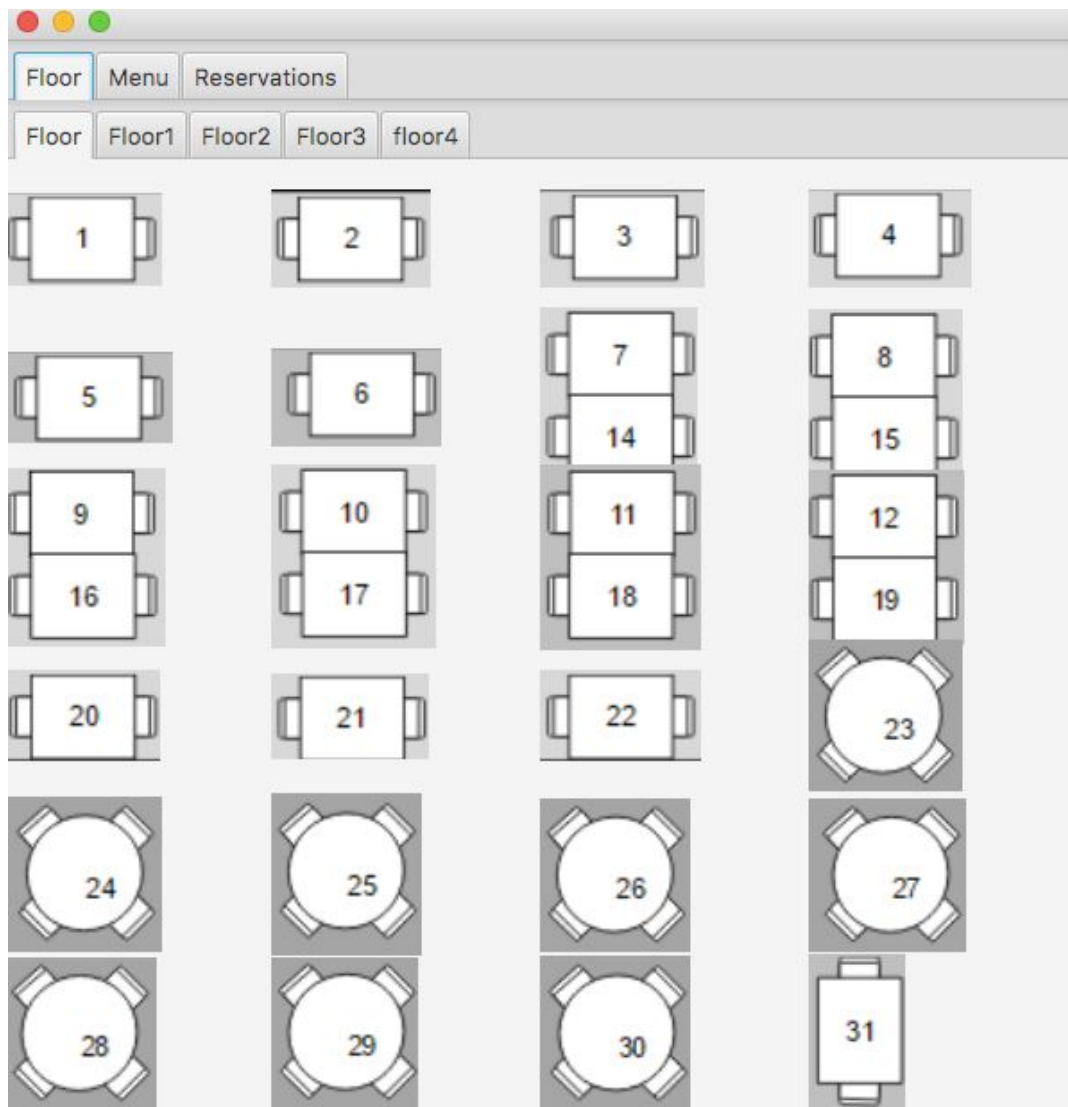 Floor Menu Reservations
Floor Floor1 Floor2 Floor3 floor4
1 2 3 4
7 8
5 6
14 15
9 10 11 12
16 17 18 19
20 21 22 23
24 25 26 27
28 29 30 31